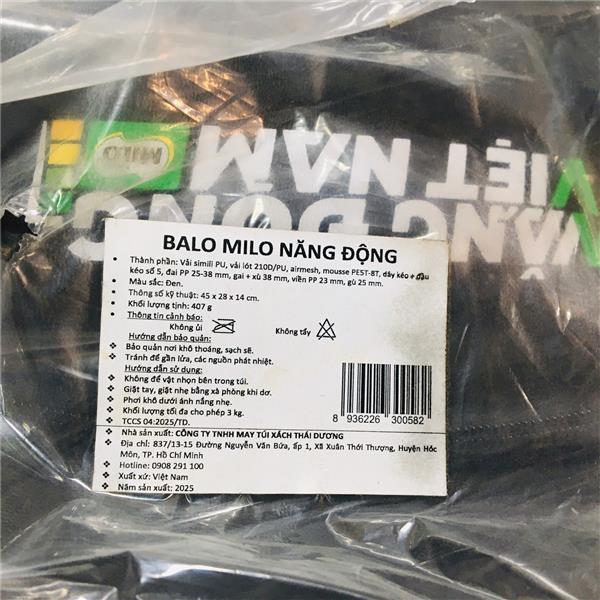 MILO
NĂNG ĐỘNG
VIỆT NAM
BALO MILO NĂNG ĐỘNG
• Thành phần: Vải simili PU, vải lót 210D/PU, airmesh, mousse PE5T-8T, dây kéo + đầu
kéo số 5, đai PP 25-38 mm, gai + xù 38 mm, viền PP 23 mm, gù 25 mm.
• Màu sắc: Đen.
• Thông số kỹ thuật: 45 x 28 x 14 cm.
• Khối lượng tịnh: 407 g
• Thông tin cảnh báo:
Không ủi Không tẩy
Hướng dẫn bảo quản:
• Bảo quản nơi khô thoáng, sạch sẽ.
• Tránh để gần lửa, các nguồn phát nhiệt.
Hướng dẫn sử dụng:
• Không để vật nhọn bên trong túi.
• Giặt tay, giặt nhẹ bằng xà phòng khi dơ.
• Phơi khô dưới ánh nắng nhẹ.
• Khối lượng tối đa cho phép 3 kg.
• TCCS 04:2025/TD.
8 936226 300582
• Nhà sản xuất: CÔNG TY TNHH MAY TÚI XÁCH THÁI DƯƠNG
• Địa chỉ: 837/13-15 Đường Nguyễn Văn Bứa, ấp 1, Xã Xuân Thới Thượng, Huyện Hóc
Môn, TP. Hồ Chí Minh
• Hotline: 0908 291 100
• Xuất xứ: Việt Nam
• Năm sản xuất: 2025